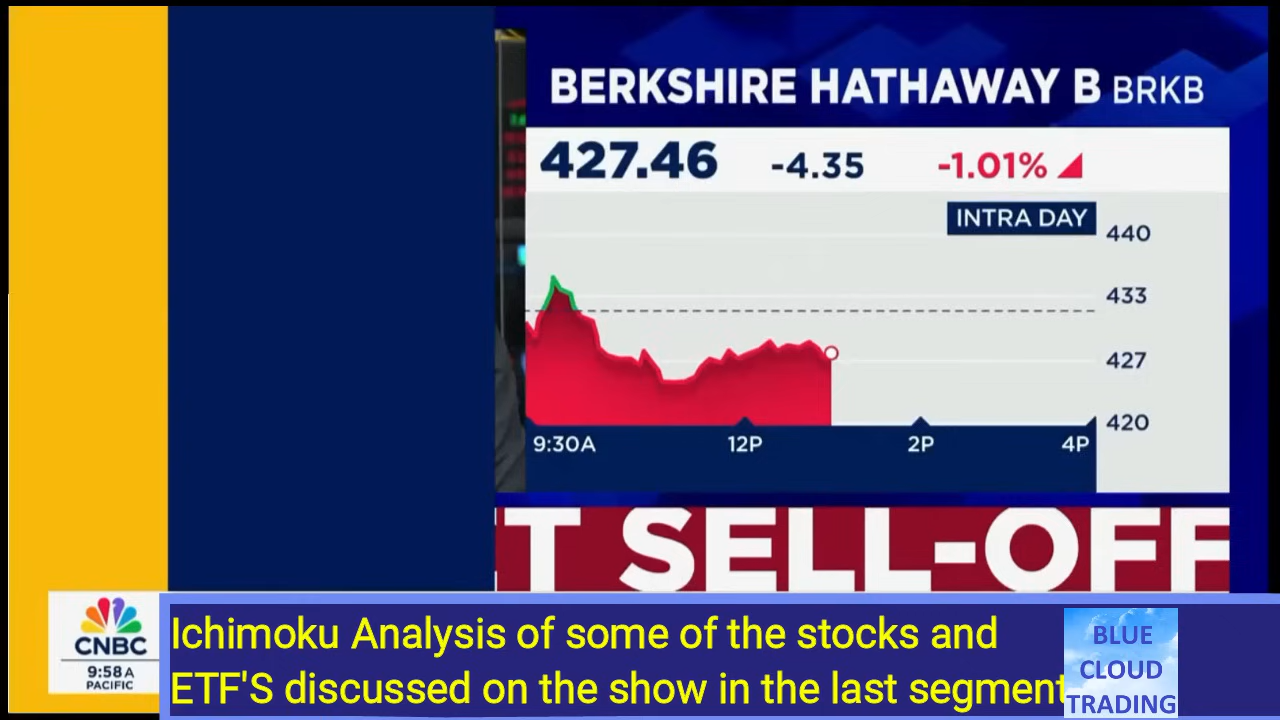 BERKSHIRE HATHAWAY B BRKB
427.46 -4.35 -1.01%
INTRA DAY
440
433
427
420
9:30A 12P 2P 4P
T SELL-OFF
CNBC
9:58A
PACIFIC
Ichimoku Analysis of some of the stocks and
ETF'S discussed on the show in the last segment
BLUE
CLOUD
TRADING